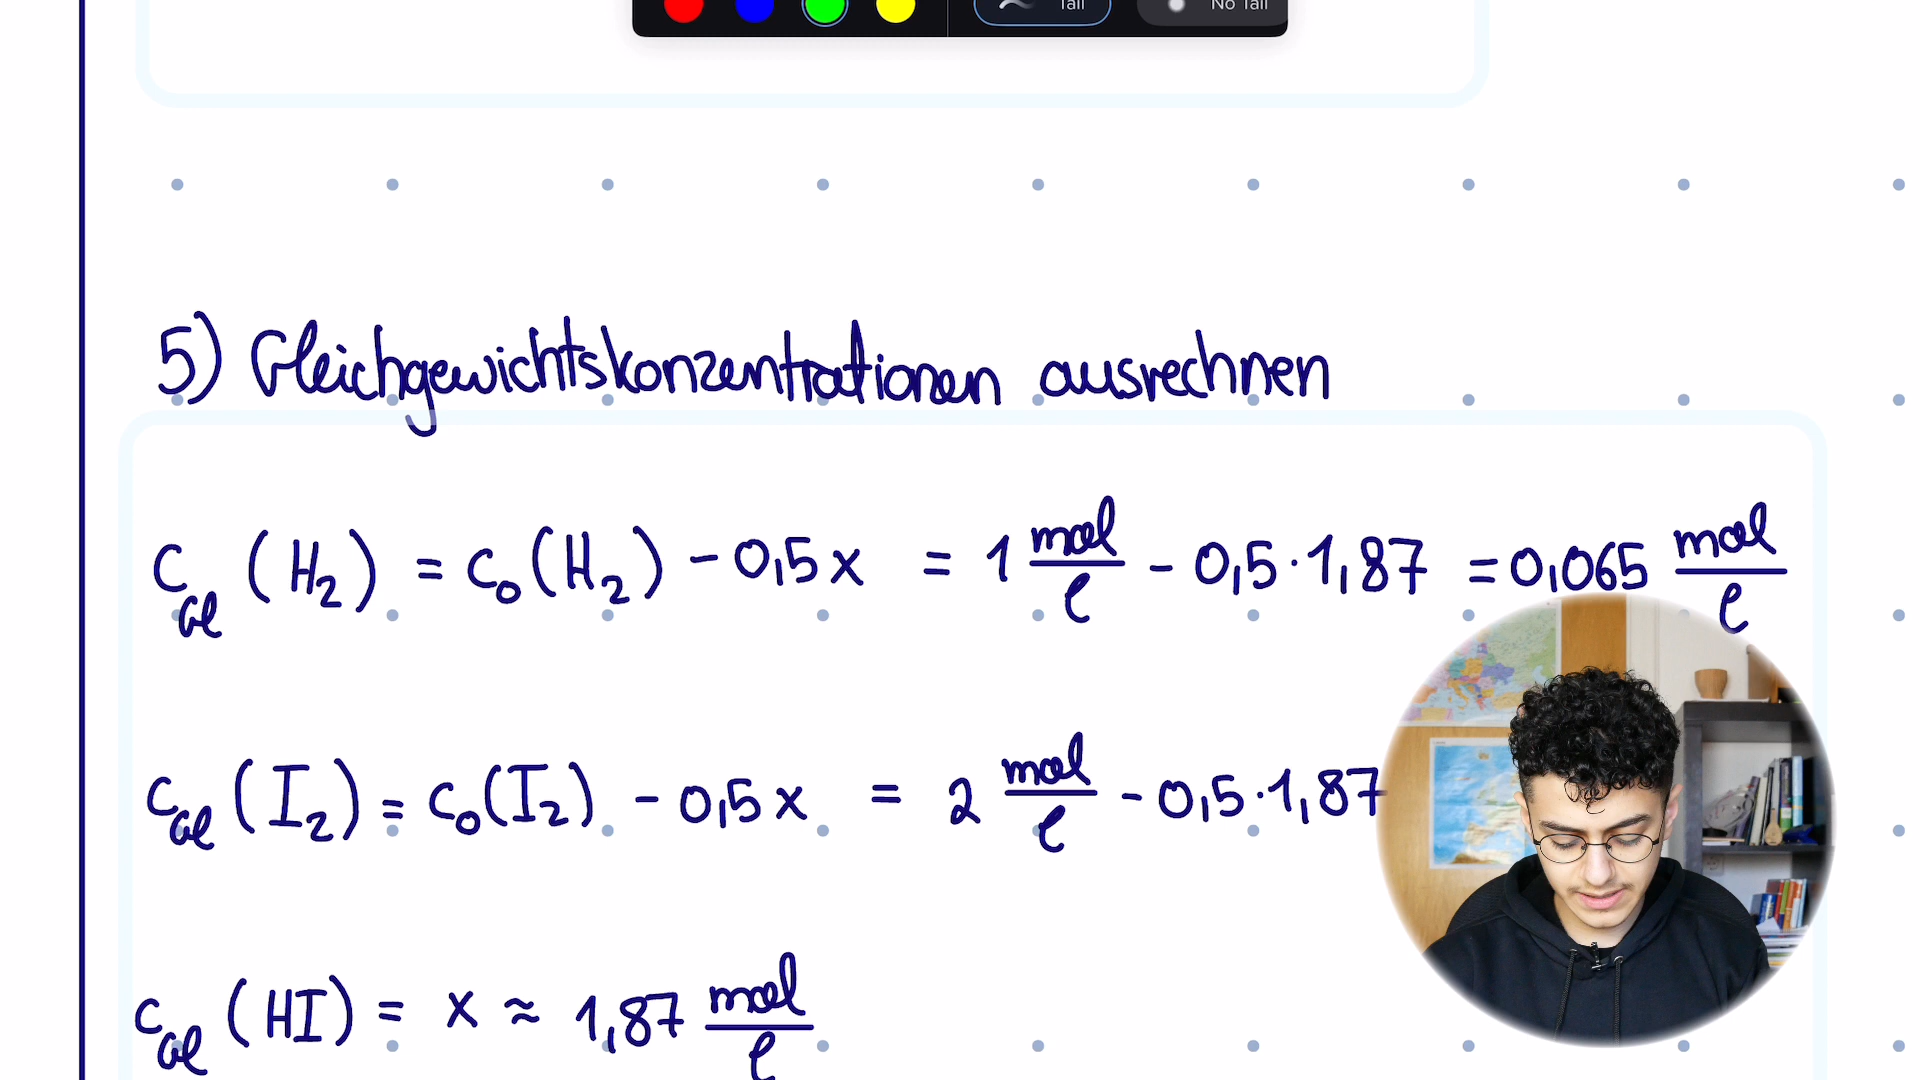 Tail No Tail
5) Gleichgewichtskonzentrationen ausrechnen
c_Gl (H₂) = c₀(H₂) - 0,5x = 1 mol/l - 0,5·1,87 = 0,065 mol/l
c_Gl (I₂) = c₀(I₂) - 0,5x = 2 mol/l - 0,5·1,87
c_Gl (HI) = x ≈ 1,87 mol/l